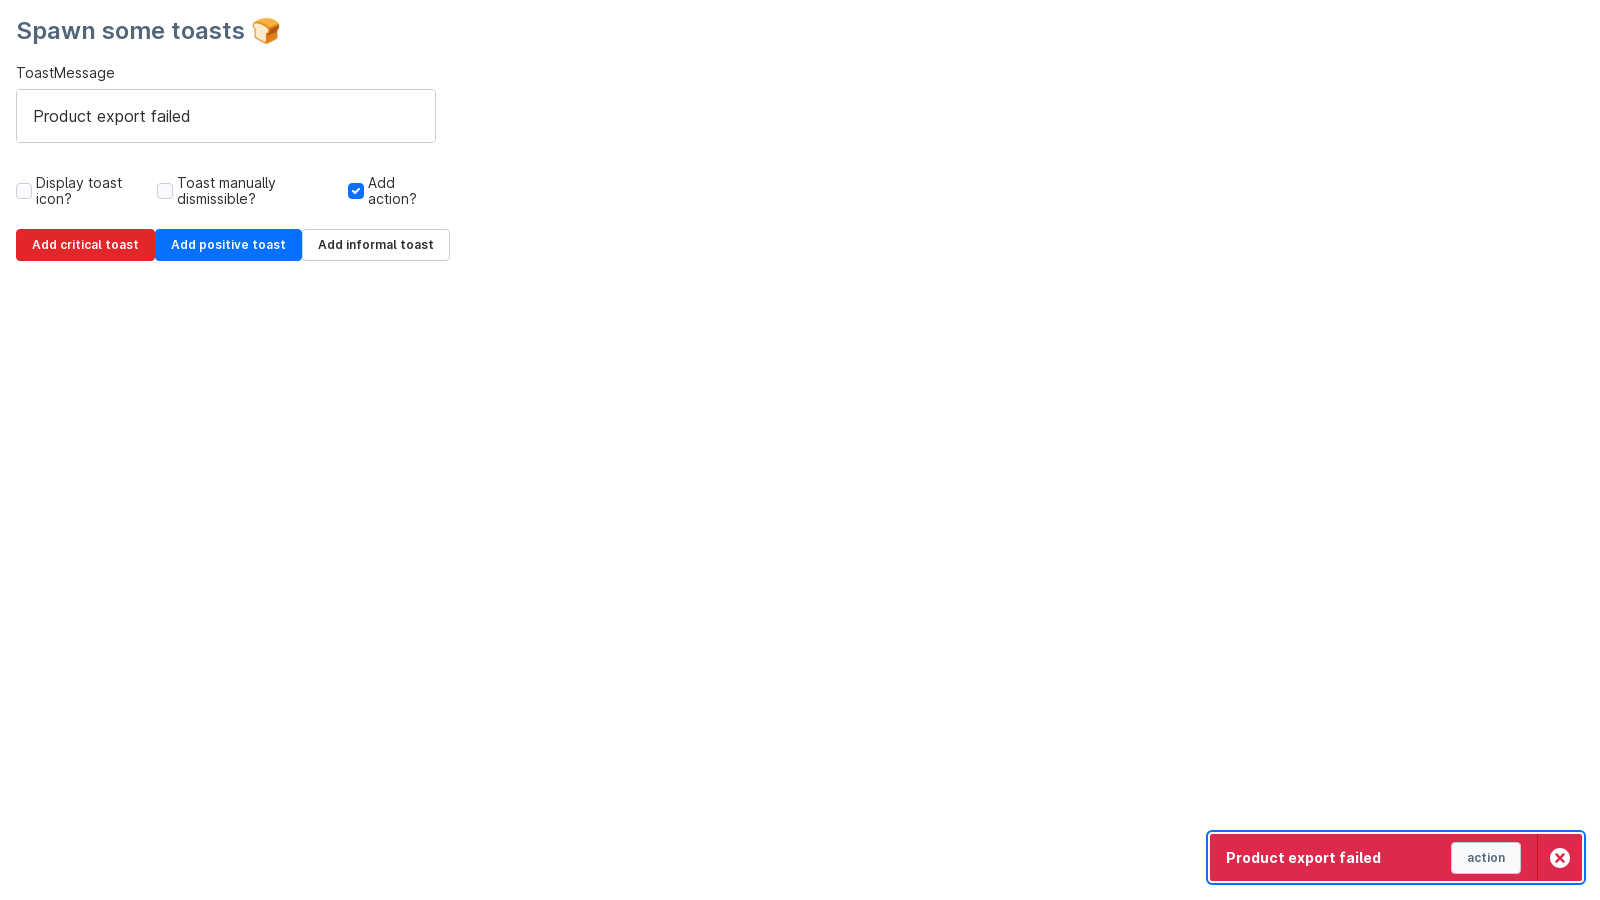 Spawn some toasts 🍞
ToastMessage
Product export failed
Display toast icon?
Toast manually dismissible?
Add action?
Add critical toast
Add positive toast
Add informal toast
Product export failed
action